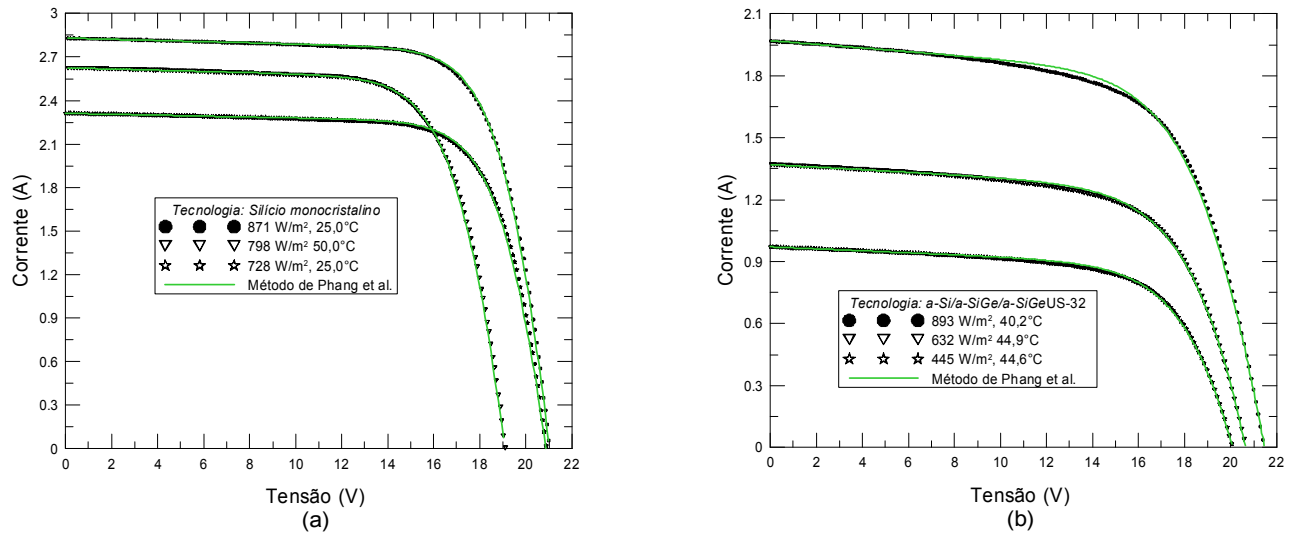 3
2.7
2.4
2.1
1.8
1.5
1.2
0.9
0.6
0.3
0
Corrente (A)
Tecnologia: Silício monocristalino
871 W/m², 25,0°C
798 W/m² 50,0°C
728 W/m², 25,0°C
Método de Phang et al.
0 2 4 6 8 10 12 14 16 18 20 22
Tensão (V)
(a)
2.1
1.8
1.5
1.2
0.9
0.6
0.3
0
Corrente (A)
Tecnologia: a-Si/a-SiGe/a-SiGeUS-32
893 W/m², 40,2°C
632 W/m² 44,9°C
445 W/m², 44,6°C
Método de Phang et al.
0 2 4 6 8 10 12 14 16 18 20 22
Tensão (V)
(b)